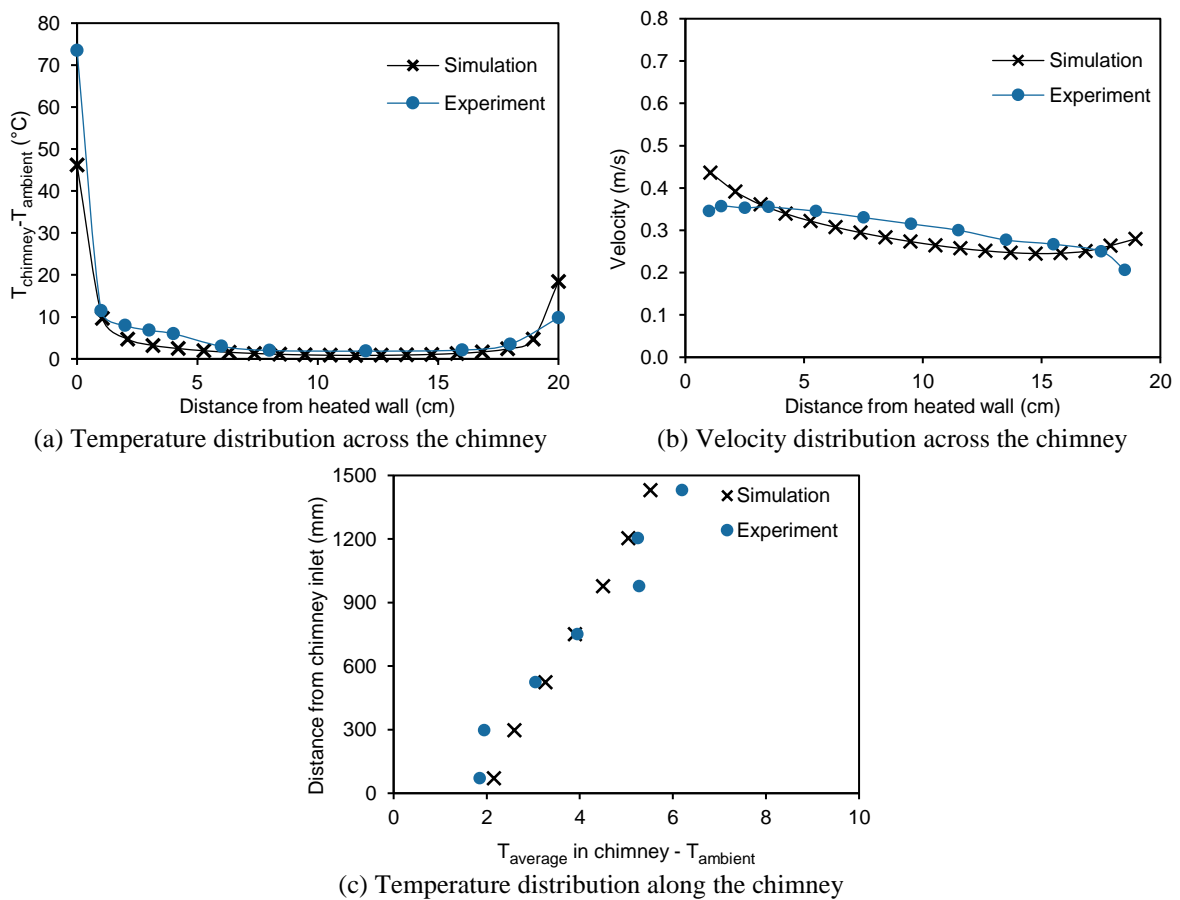 80
70
60
50
40
30
20
10
0
T_chimney-T_ambient (°C)
Simulation
Experiment
0 5 10 15 20
Distance from heated wall (cm)
(a) Temperature distribution across the chimney
0.8
0.7
0.6
0.5
0.4
0.3
0.2
0.1
0.0
Velocity (m/s)
Simulation
Experiment
0 5 10 15 20
Distance from heated wall (cm)
(b) Velocity distribution across the chimney
1500
1200
900
600
300
0
Distance from chimney inlet (mm)
Simulation
Experiment
0 2 4 6 8 10
T_average in chimney - T_ambient
(c) Temperature distribution along the chimney